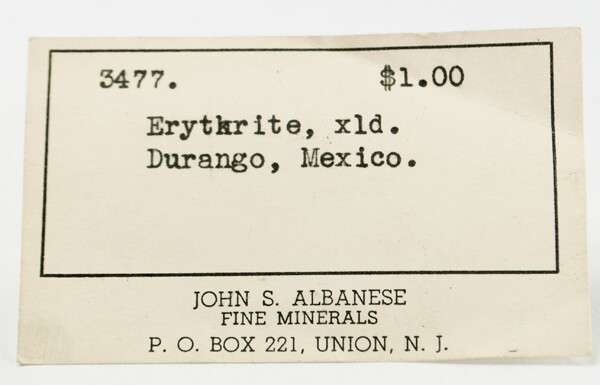 3477. $1.00
Erytkrite, xld.
Durango, Mexico.
JOHN S. ALBANESE
FINE MINERALS
P. O. BOX 221, UNION, N. J.